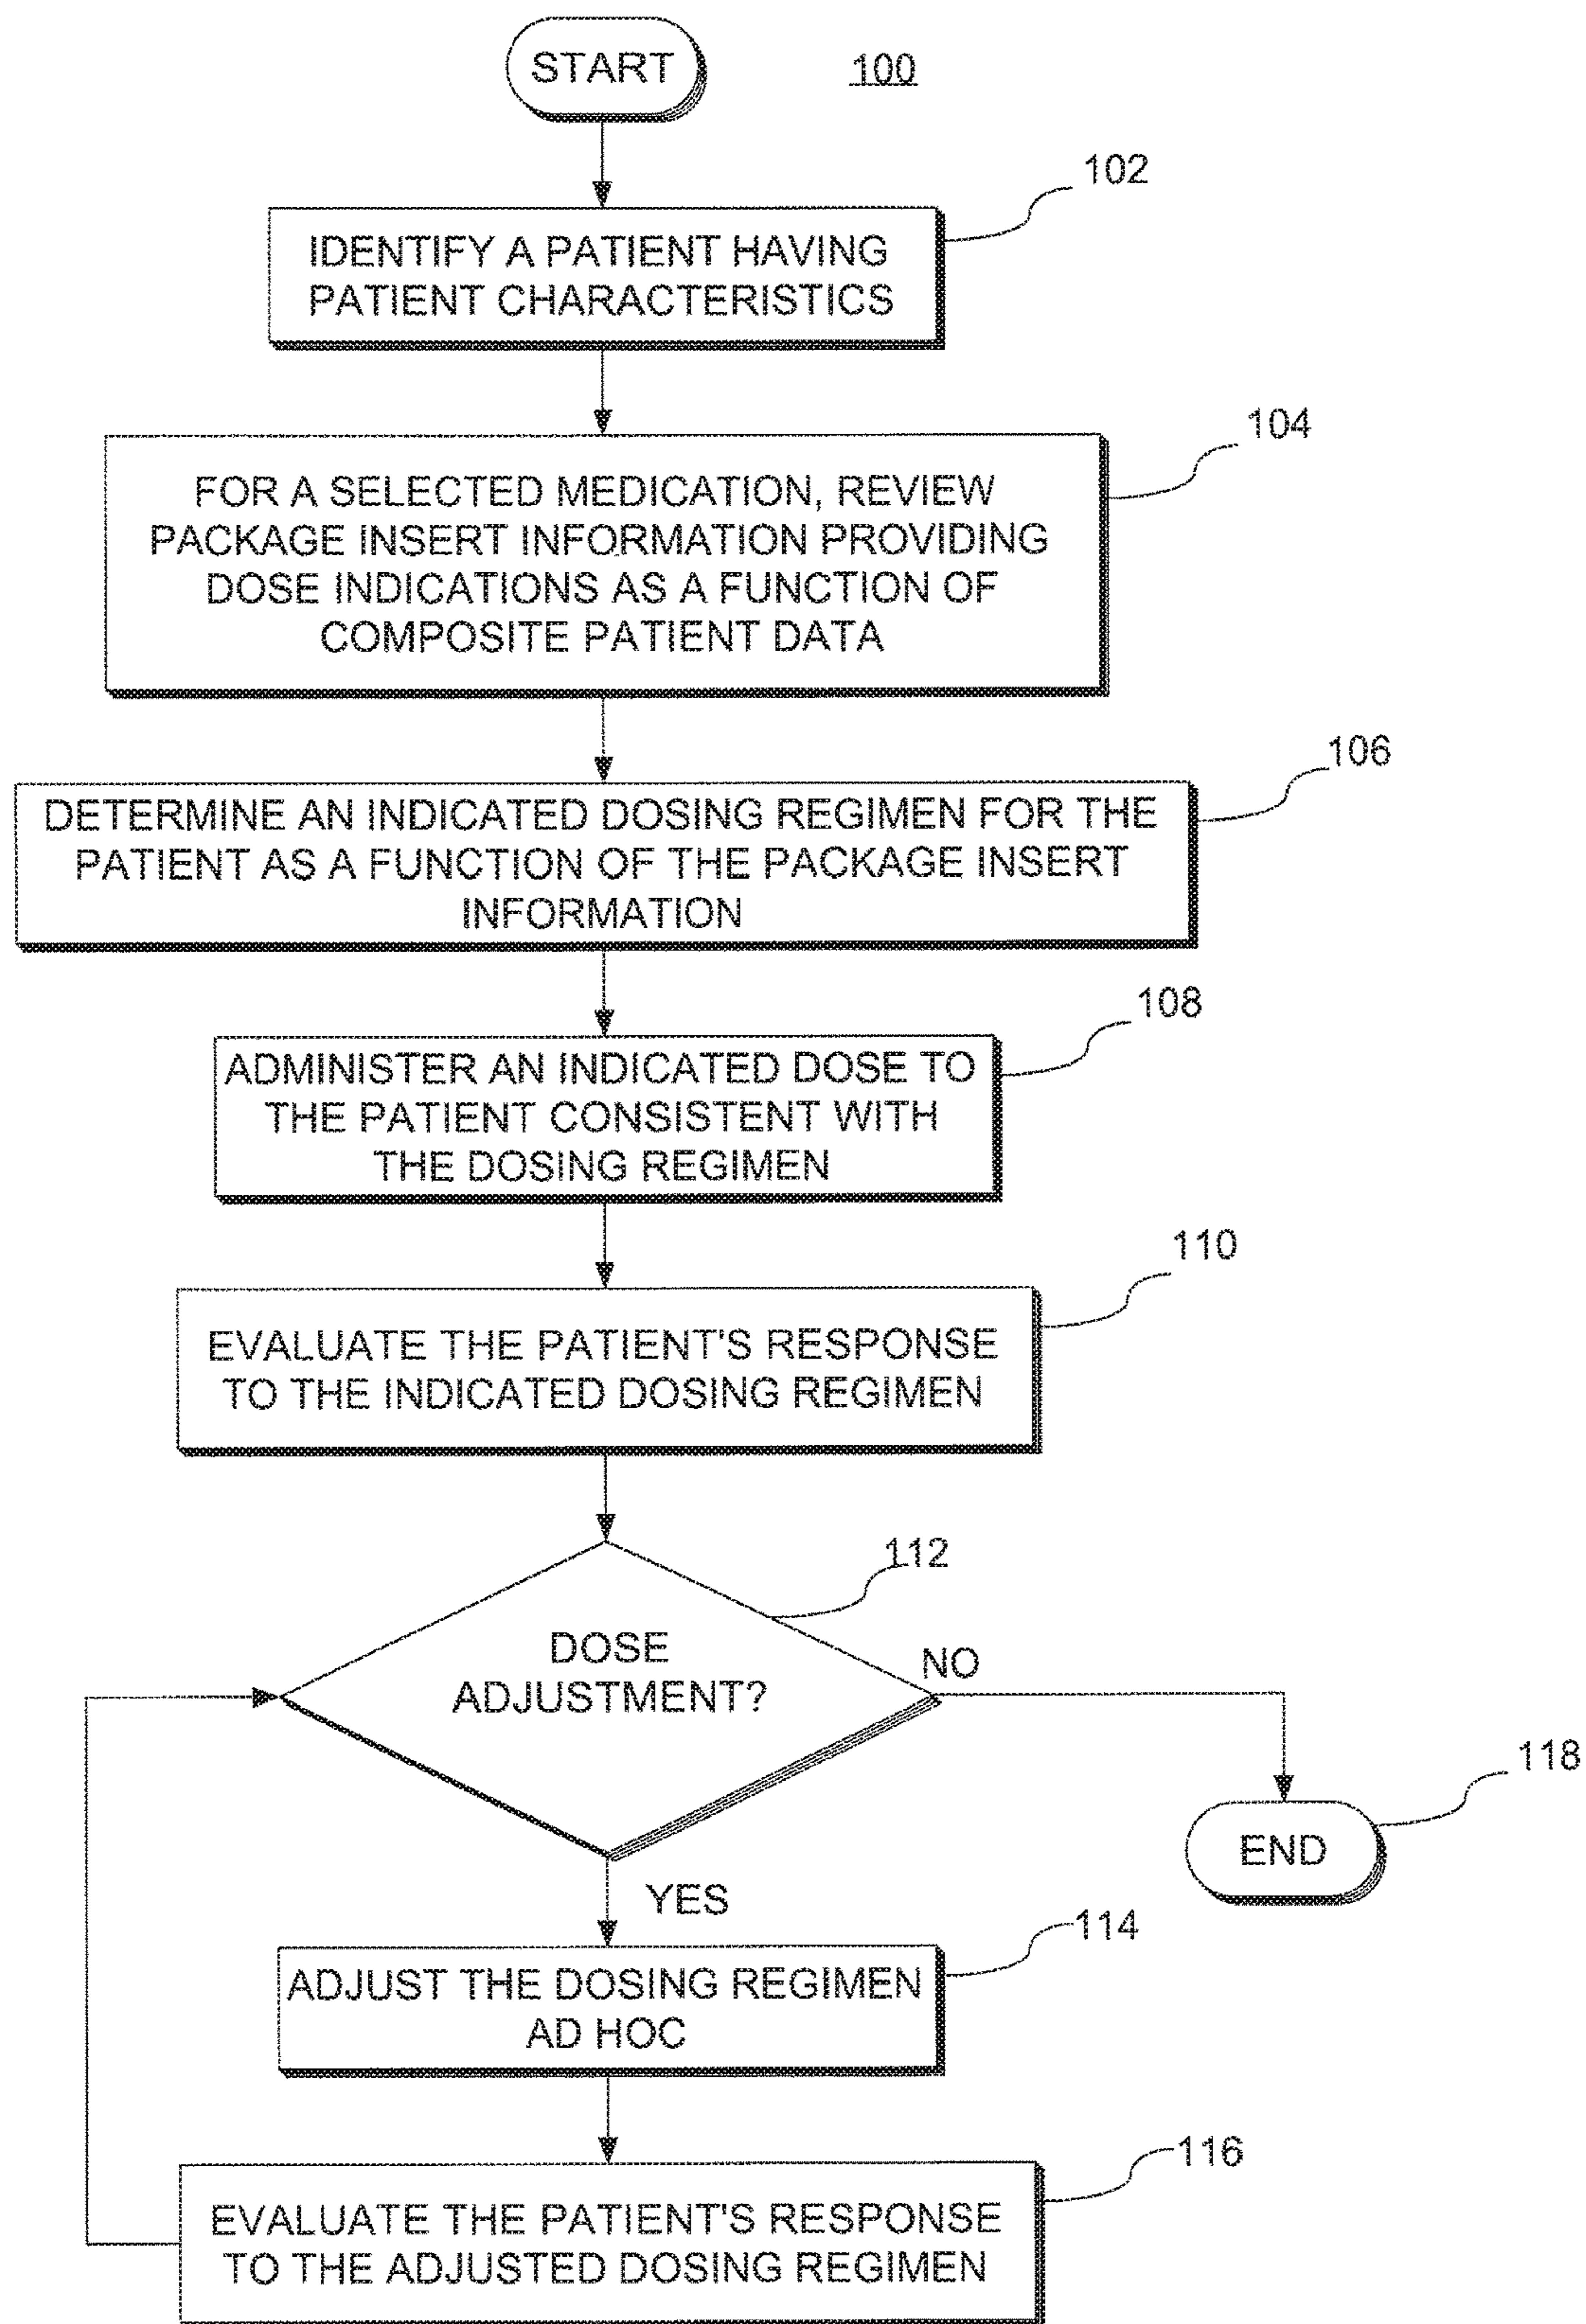 START
100
102
IDENTIFY A PATIENT HAVING
PATIENT CHARACTERISTICS
104
FOR A SELECTED MEDICATION, REVIEW
PACKAGE INSERT INFORMATION PROVIDING
DOSE INDICATIONS AS A FUNCTION OF
COMPOSITE PATIENT DATA
106
DETERMINE AN INDICATED DOSING REGIMEN FOR THE
PATIENT AS A FUNCTION OF THE PACKAGE INSERT
INFORMATION
108
ADMINISTER AN INDICATED DOSE TO
THE PATIENT CONSISTENT WITH
THE DOSING REGIMEN
110
EVALUATE THE PATIENT'S RESPONSE
TO THE INDICATED DOSING REGIMEN
112
DOSE
ADJUSTMENT?
NO
118
END
YES
114
ADJUST THE DOSING REGIMEN
AD HOC
116
EVALUATE THE PATIENT'S RESPONSE
TO THE ADJUSTED DOSING REGIMEN